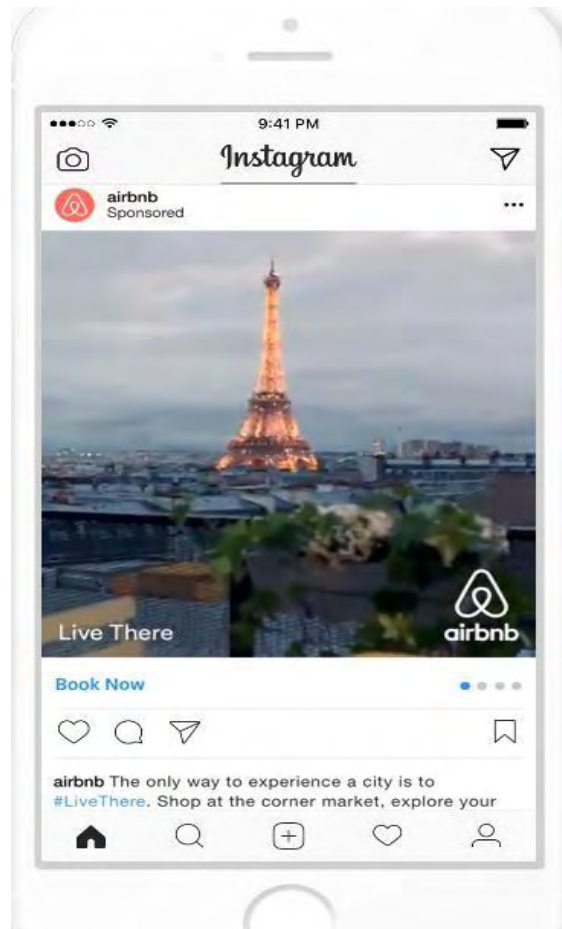 9:41 PM
Instagram
airbnb
Sponsored
Live There
airbnb
Book Now
airbnb The only way to experience a city is to
#LiveThere. Shop at the corner market, explore your